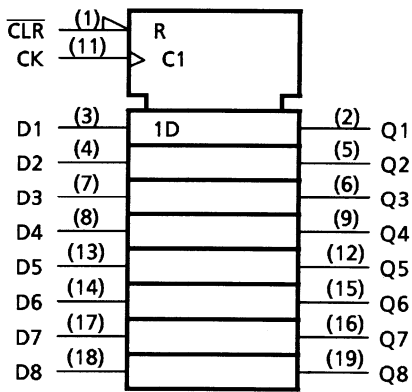 CLR (1) R
CK (11) C1
D1 (3) 1D (2) Q1
D2 (4) (5) Q2
D3 (7) (6) Q3
D4 (8) (9) Q4
D5 (13) (12) Q5
D6 (14) (15) Q6
D7 (17) (16) Q7
D8 (18) (19) Q8